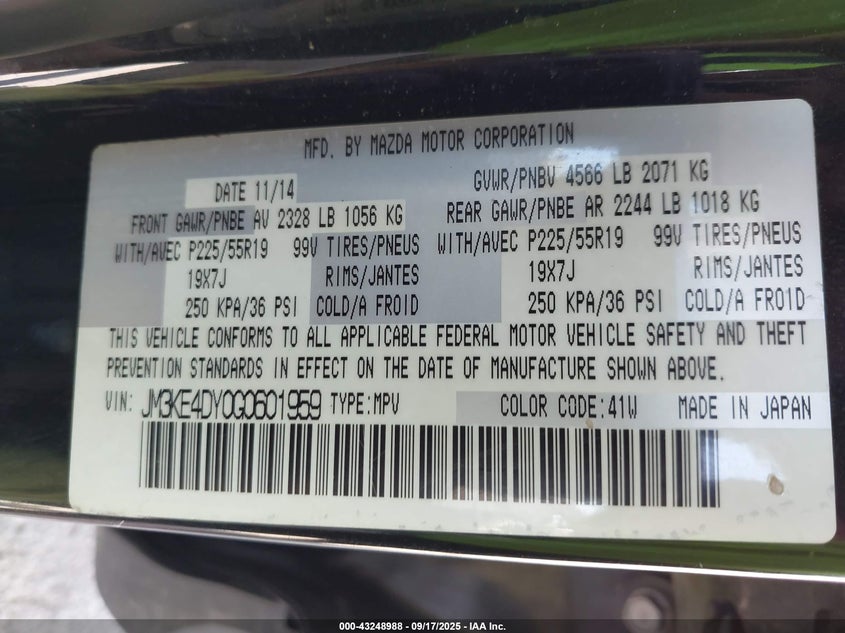 MFD. BY MAZDA MOTOR CORPORATION
DATE 11/14 GVWR/PNBV 4566 LB 2071 KG
FRONT GAWR/PNBE AV 2328 LB 1056 KG REAR GAWR/PNBE AR 2244 LB 1018 KG
WITH/AVEC P225/55R19 99V TIRES/PNEUS WITH/AVEC P225/55R19 99V TIRES/PNEUS
19X7J RIMS/JANTES 19X7J RIMS/JANTES
250 KPA/36 PSI COLD/A FROID 250 KPA/36 PSI COLD/A FROID
THIS VEHICLE CONFORMS TO ALL APPLICABLE FEDERAL MOTOR VEHICLE SAFETY AND THEFT
PREVENTION STANDARDS IN EFFECT ON THE DATE OF MANUFACTURE SHOWN ABOVE.
VIN: JM3KE4DY0G0601959 TYPE:MPV COLOR CODE:41W MADE IN JAPAN
000-43248988 - 09/17/2025 - IAA Inc.